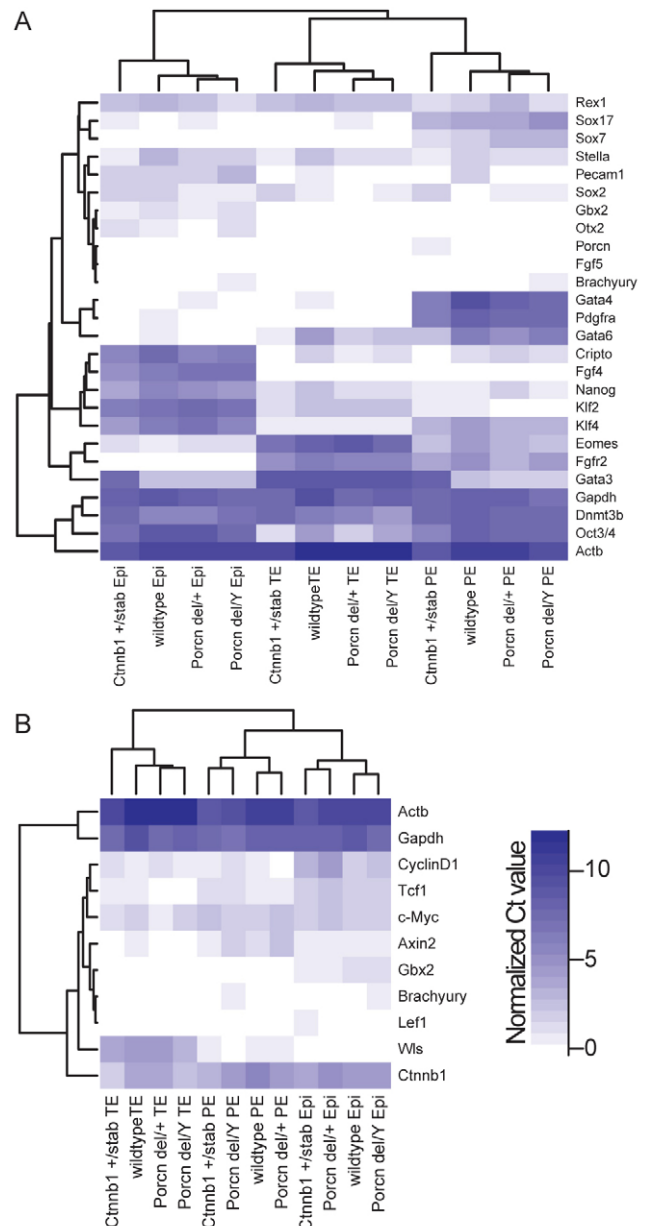 A
Rex1
Sox17
Sox7
Stella
Pecam1
Sox2
Gbx2
Otx2
Porcn
Fgf5
Brachyury
Gata4
Pdgfra
Gata6
Cripto
Fgf4
Nanog
Klf2
Klf4
Eomes
Fgfr2
Gata3
Gapdh
Dnmt3b
Oct3/4
Actb
Ctnnb1 +/stab Epi
wildtype Epi
Porcn del/+ Epi
Porcn del/Y Epi
Ctnnb1 +/stab TE
wildtypeTE
Porcn del/+ TE
Porcn del/Y TE
Ctnnb1 +/stab PE
wildtype PE
Porcn del/+ PE
Porcn del/Y PE
B
Actb
Gapdh
CyclinD1
Tcf1
c-Myc
Axin2
Gbx2
Brachyury
Lef1
Wls
Ctnnb1
Ctnnb1 +/stab TE
wildtypeTE
Porcn del/+ TE
Porcn del/Y TE
Ctnnb1 +/stab PE
Porcn del/Y PE
wildtype PE
Porcn del/+ PE
Ctnnb1 +/stab Epi
Porcn del/+ Epi
wildtype Epi
Porcn del/Y Epi
Normalized Ct value
10
5
0